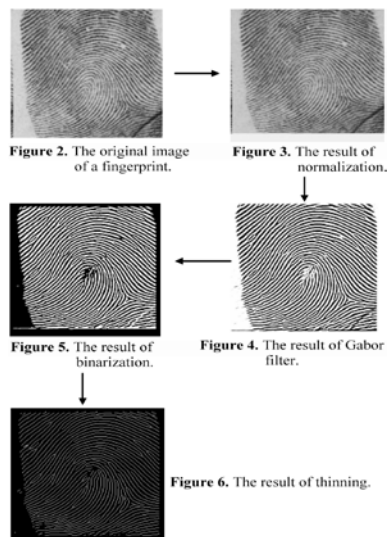 Figure 2. The original image
of a fingerprint.
Figure 3. The result of
normalization.
Figure 5. The result of
binarization.
Figure 4. The result of Gabor
filter.
Figure 6. The result of thinning.